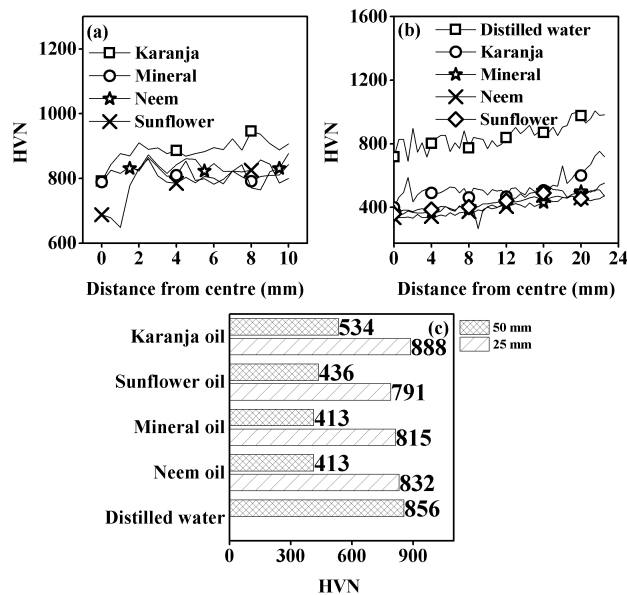 (a)
Karanja
Mineral
Neem
Sunflower
HVN
1200
1000
800
600
0 2 4 6 8 10
Distance from centre (mm)
(b)
Distilled water
Karanja
Mineral
Neem
Sunflower
HVN
1600
1200
800
400
0 4 8 12 16 20
Distance from centre (mm)
(c)
50 mm
25 mm
Karanja oil
534
888
Sunflower oil
436
791
Mineral oil
413
815
Neem oil
413
832
Distilled water
856
0 300 600 900
HVN